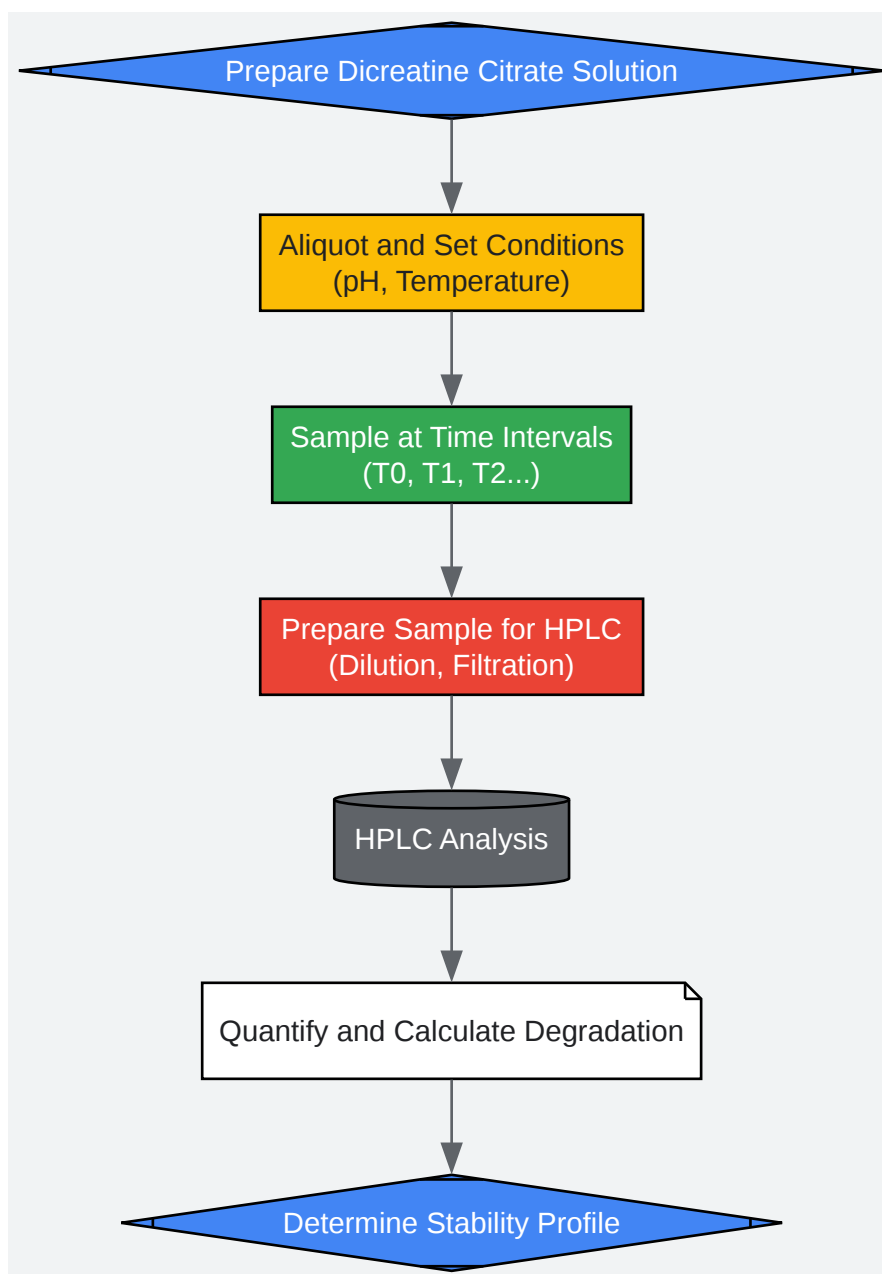 Prepare Dicreatine Citrate Solution
Aliquot and Set Conditions
(pH, Temperature)
Sample at Time Intervals
(T0, T1, T2...)
Prepare Sample for HPLC
(Dilution, Filtration)
HPLC Analysis
Quantify and Calculate Degradation
Determine Stability Profile